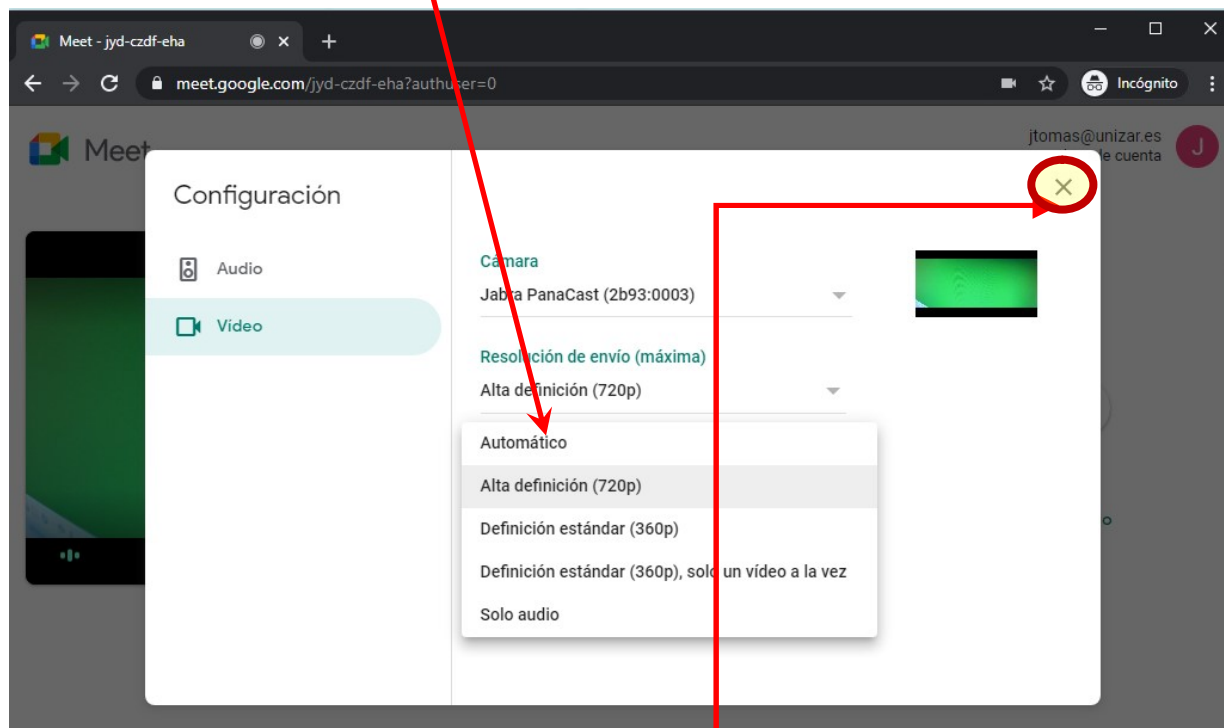 Meet - jyd-czdf-eha
meet.google.com/jyd-czdf-eha?authuser=0
Incógnito
Meet
jtomas@unizar.es
de cuenta
J
Configuración
Audio
Vídeo
Cámara
Jabra PanaCast (2b93:0003)
Resolución de envío (máxima)
Alta definición (720p)
Automático
Alta definición (720p)
Definición estándar (360p)
Definición estándar (360p), solo un vídeo a la vez
Solo audio